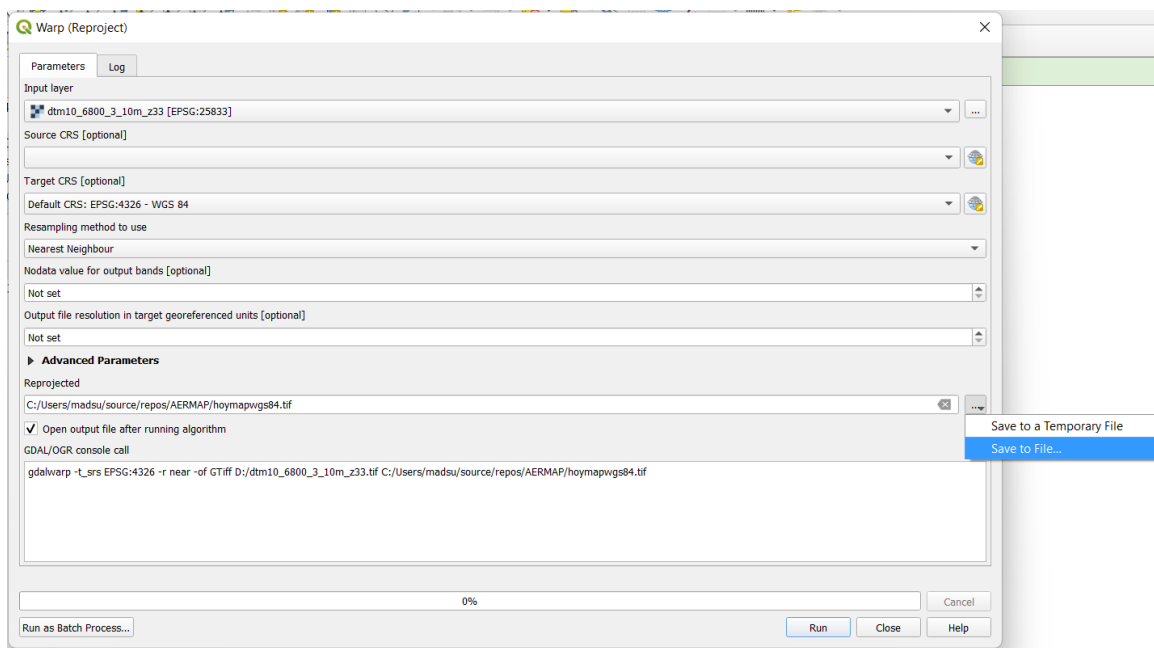 Warp (Reproject)
Parameters
Log
Input layer
dtm10_6800_3_10m_z33 [EPSG:25833]
...
Source CRS [optional]
Target CRS [optional]
Default CRS: EPSG:4326 - WGS 84
Resampling method to use
Nearest Neighbour
Nodata value for output bands [optional]
Not set
Output file resolution in target georeferenced units [optional]
Not set
Advanced Parameters
Reprojected
C:/Users/madsu/source/repos/AERMAP/hoymapwgs84.tif
...
Save to a Temporary File
Open output file after running algorithm
Save to File...
GDAL/OGR console call
gdalwarp -t_srs EPSG:4326 -r near -of GTiff D:/dtm10_6800_3_10m_z33.tif C:/Users/madsu/source/repos/AERMAP/hoymapwgs84.tif
0%
Cancel
Run as Batch Process...
Run
Close
Help